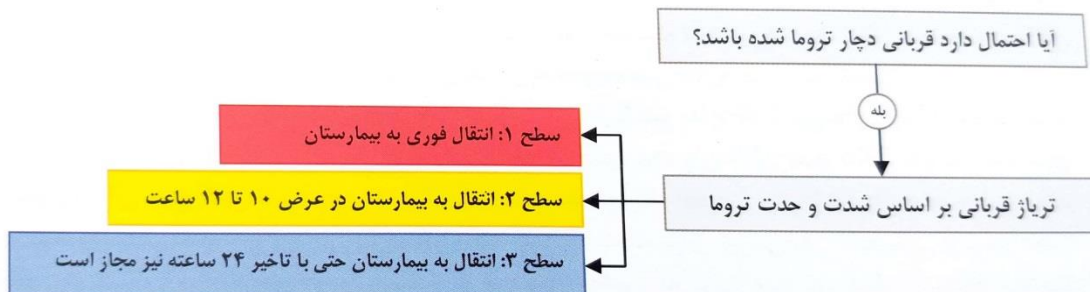 آیا احتمال دارد قربانی دچار تروما شده باشد؟
بله
تریاژ قربانی بر اساس شدت و حدت تروما
سطح ۱: انتقال فوری به بیمارستان
سطح ۲: انتقال به بیمارستان در عرض ۱۰ تا ۱۲ ساعت
سطح ۳: انتقال به بیمارستان حتی با تاخیر ۲۴ ساعته نیز مجاز است